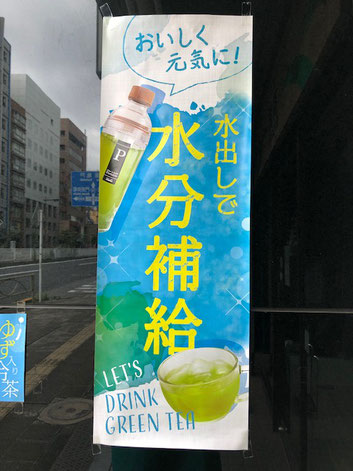 おいしく
元気に!
水出しで
水分補給
P
LET'S
DRINK
GREEN TEA
ゆず入り
冷茶